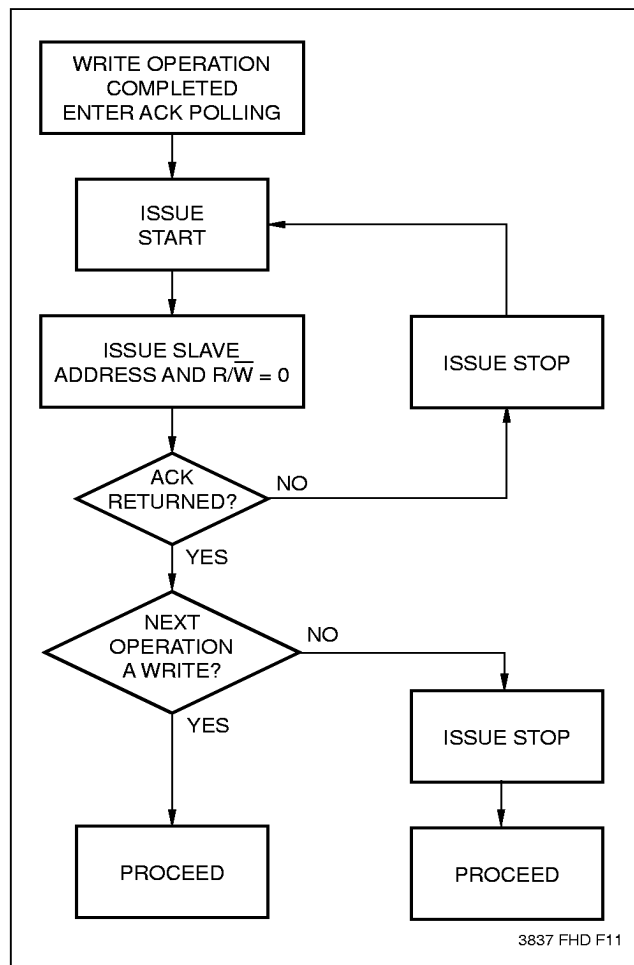 WRITE OPERATION
COMPLETED
ENTER ACK POLLING
ISSUE
START
ISSUE SLAVE
ADDRESS AND R/W̅ = 0
ISSUE STOP
ACK
RETURNED?
NO
YES
NEXT
OPERATION
A WRITE?
NO
YES
ISSUE STOP
PROCEED
PROCEED
3837 FHD F11